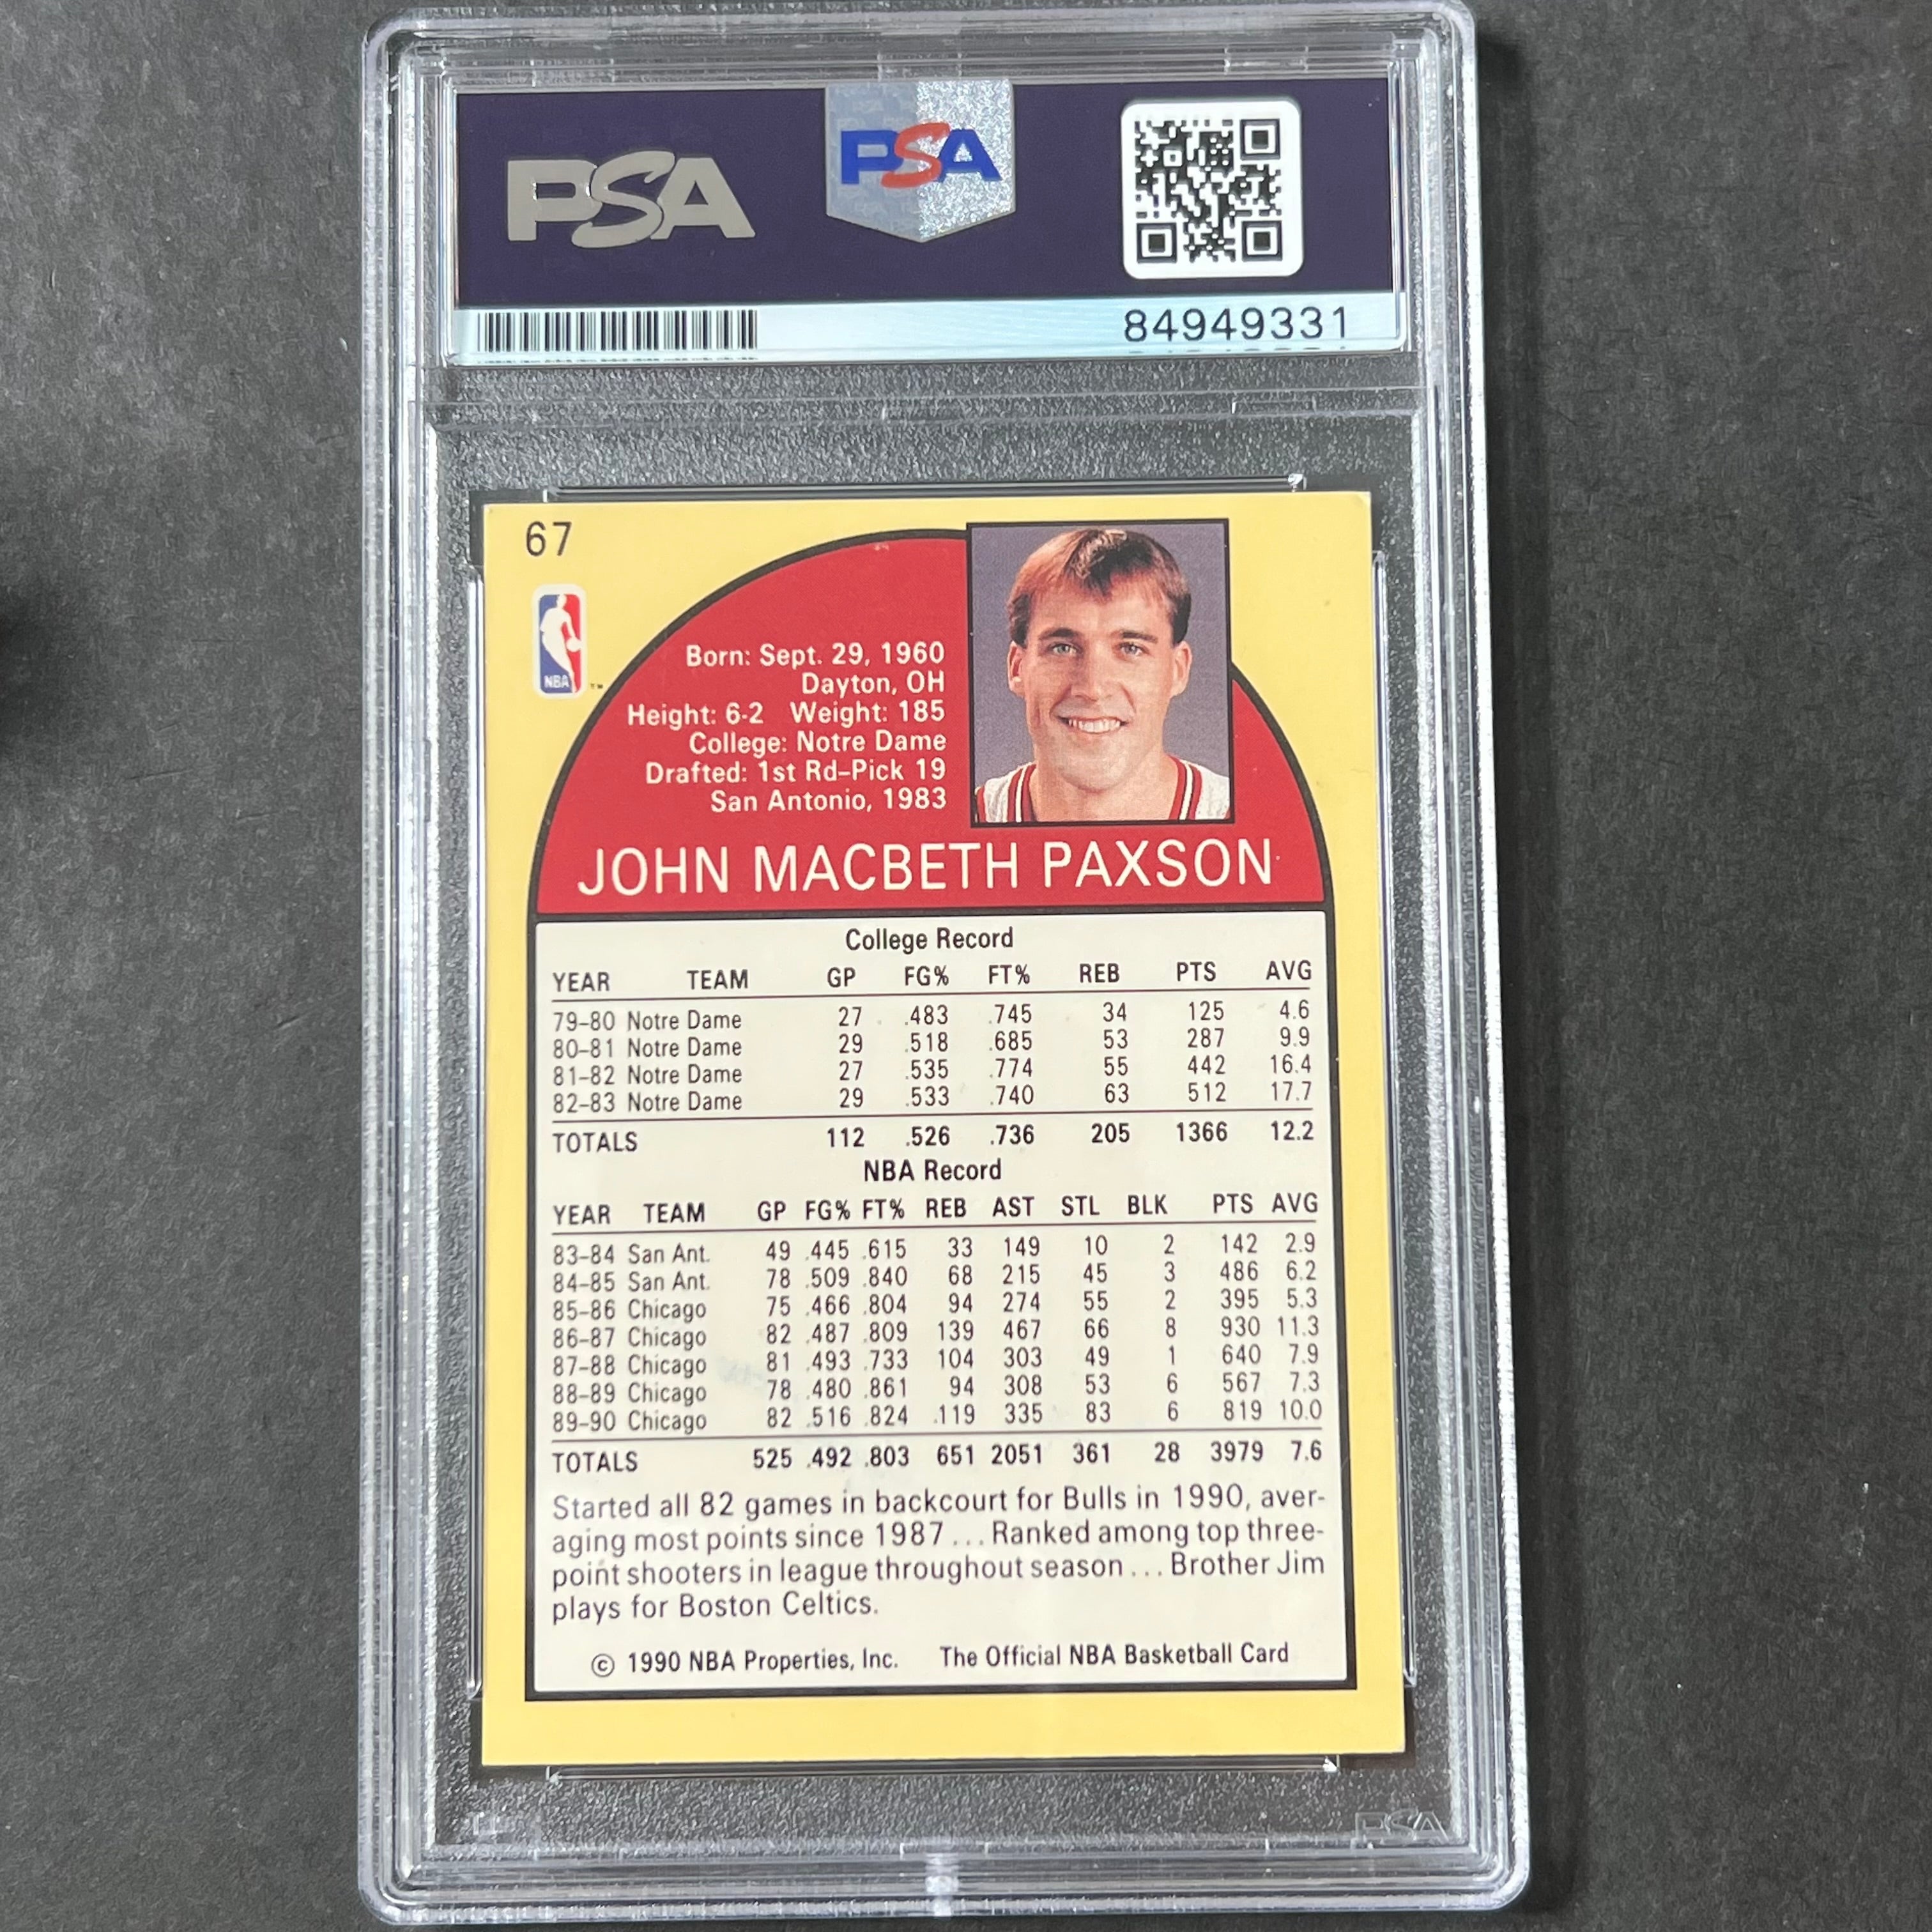 PSA
PSA
84949331
67
NBA
TM
Born: Sept. 29, 1960
Dayton, OH
Height: 6-2 Weight: 185
College: Notre Dame
Drafted: 1st Rd-Pick 19
San Antonio, 1983
JOHN MACBETH PAXSON
College Record
YEAR TEAM GP FG% FT% REB PTS AVG
79-80 Notre Dame 27 .483 .745 34 125 4.6
80-81 Notre Dame 29 .518 .685 53 287 9.9
81-82 Notre Dame 27 .535 .774 55 442 16.4
82-83 Notre Dame 29 .533 .740 63 512 17.7
TOTALS 112 .526 .736 205 1366 12.2
NBA Record
YEAR TEAM GP FG% FT% REB AST STL BLK PTS AVG
83-84 San Ant. 49 .445 .615 33 149 10 2 142 2.9
84-85 San Ant. 78 .509 .840 68 215 45 3 486 6.2
85-86 Chicago 75 .466 .804 94 274 55 2 395 5.3
86-87 Chicago 82 .487 .809 139 467 66 8 930 11.3
87-88 Chicago 81 .493 .733 104 303 49 1 640 7.9
88-89 Chicago 78 .480 .861 94 308 53 6 567 7.3
89-90 Chicago 82 .516 .824 119 335 83 6 819 10.0
TOTALS 525 .492 .803 651 2051 361 28 3979 7.6
Started all 82 games in backcourt for Bulls in 1990, aver-
aging most points since 1987 ... Ranked among top three-
point shooters in league throughout season ... Brother Jim
plays for Boston Celtics.
© 1990 NBA Properties, Inc. The Official NBA Basketball Card
PSA